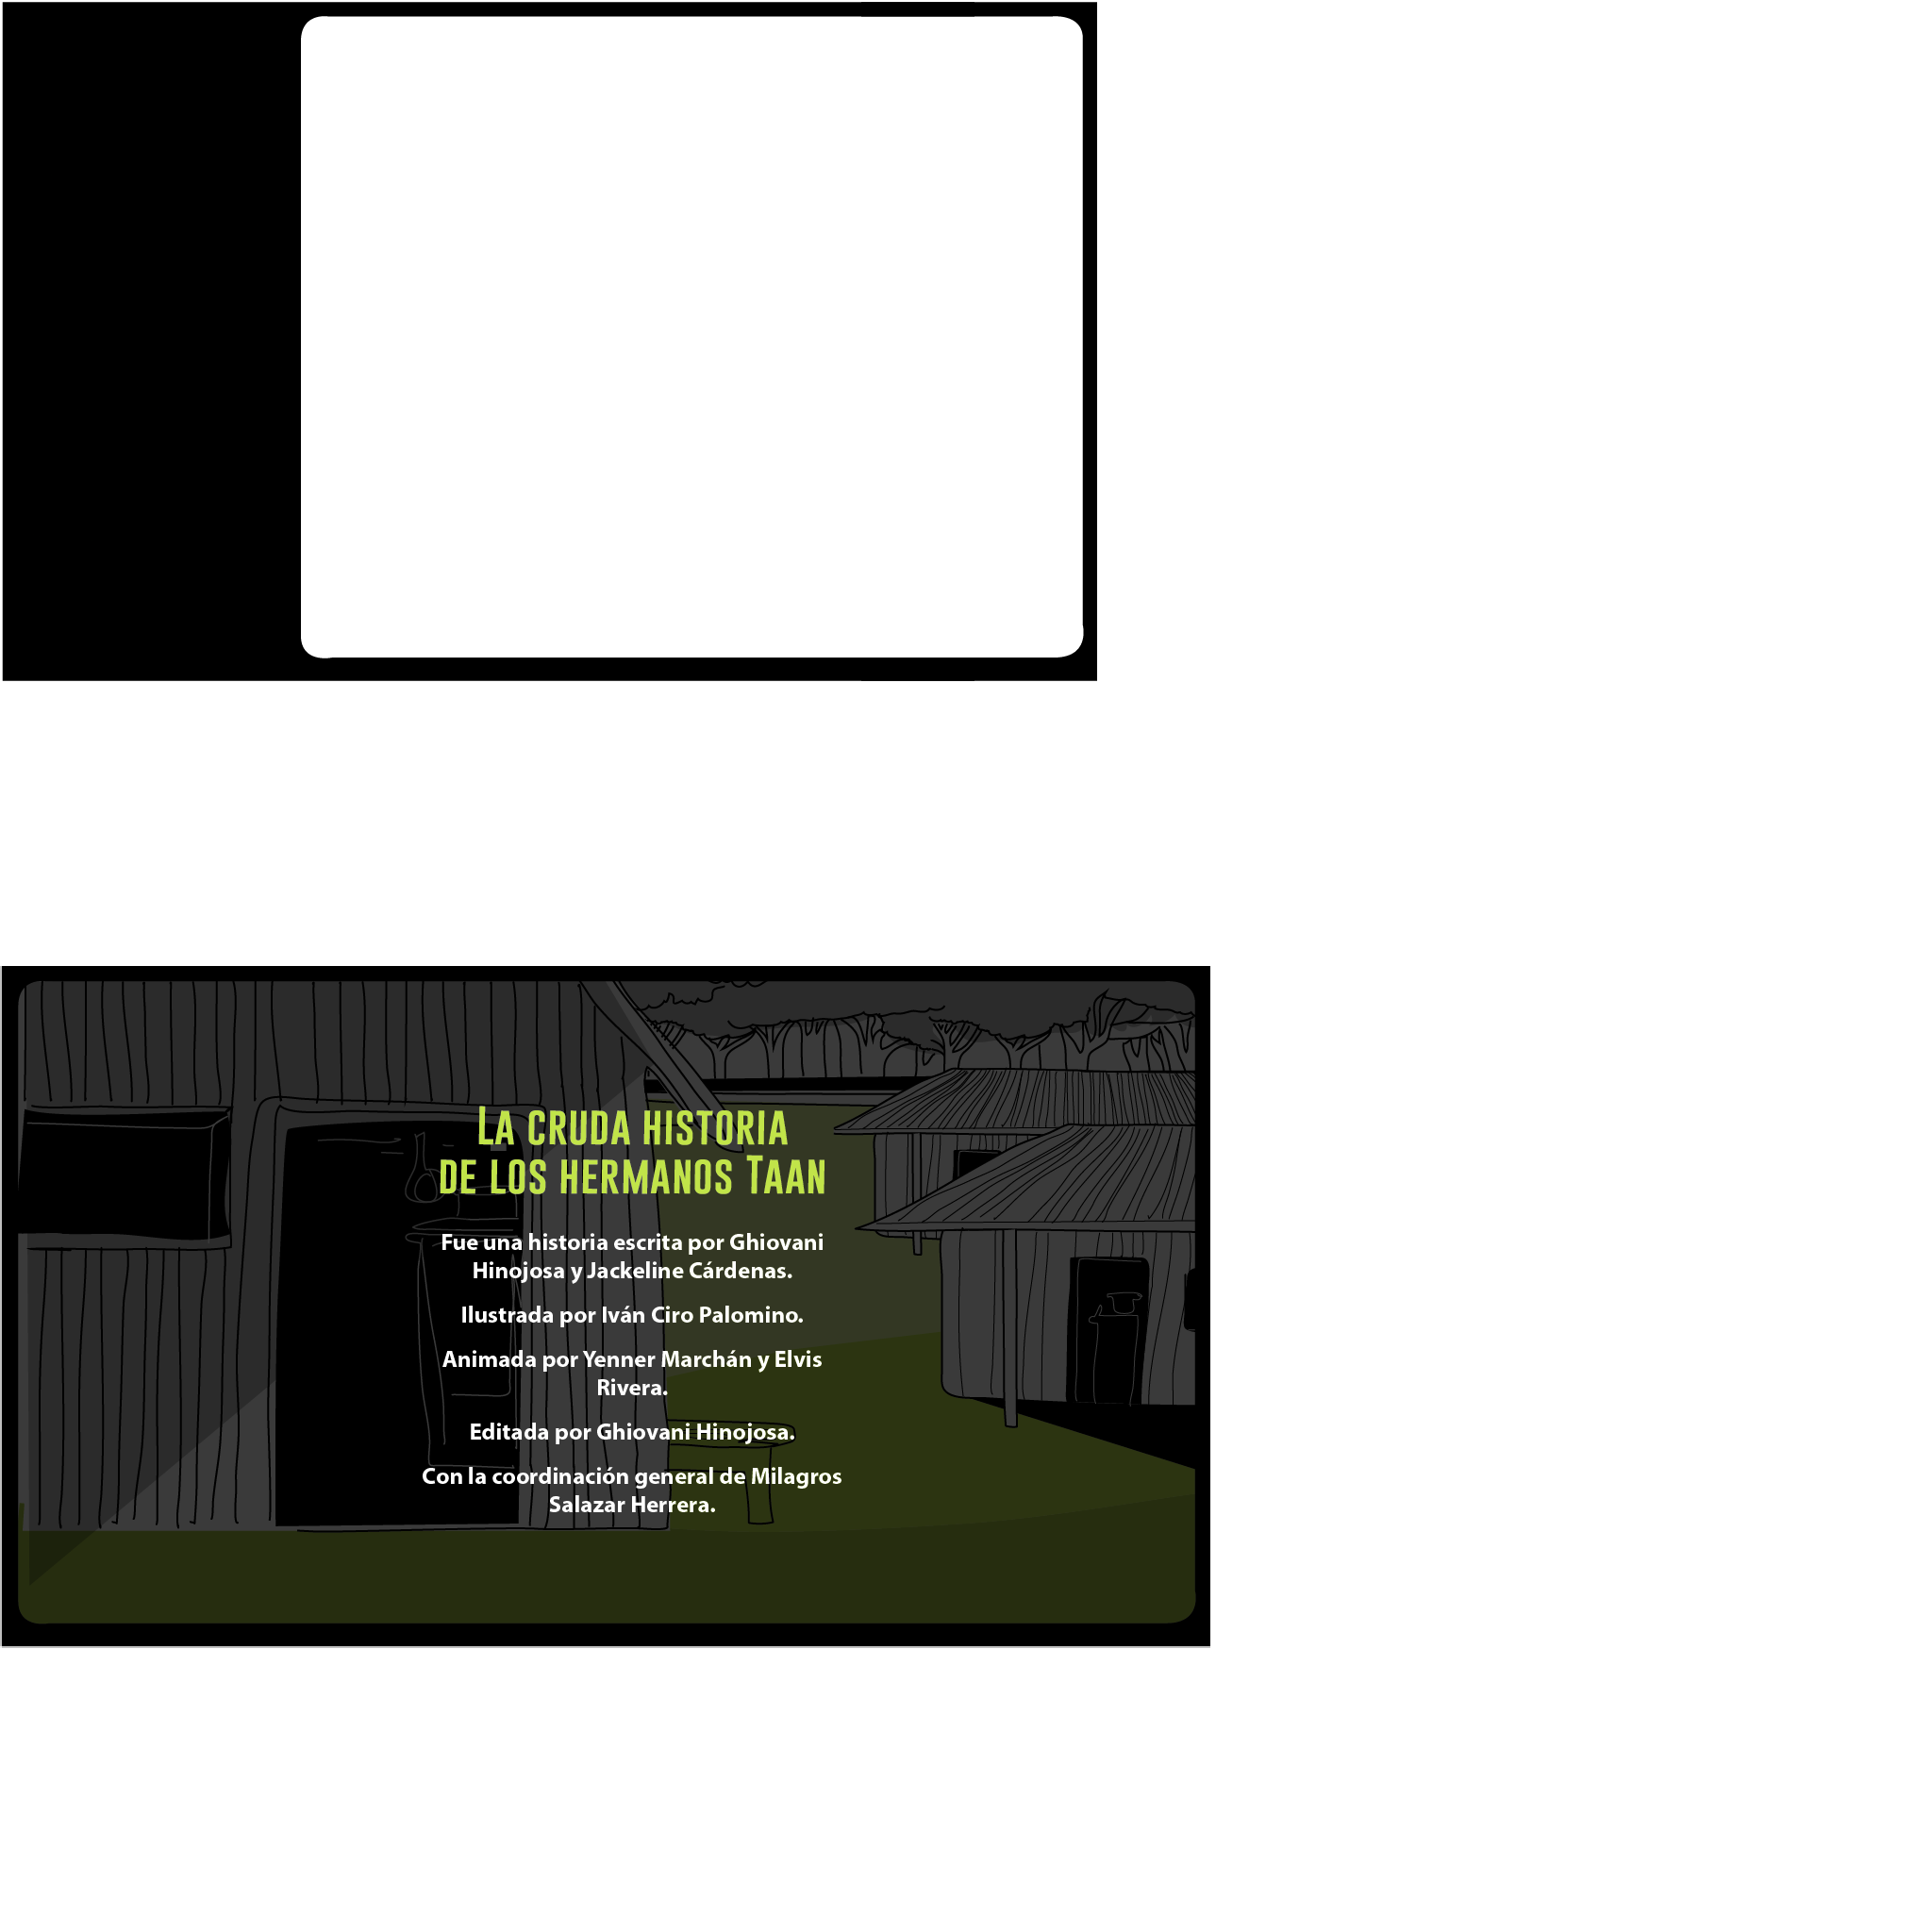 La cruda historia
de los hermanos Taan
Fue una historia escrita por Ghiovani
Hinojosa y Jackeline Cárdenas.
Ilustrada por Iván Ciro Palomino.
Animada por Yenner Marchán y Elvis
Rivera.
Editada por Ghiovani Hinojosa.
Con la coordinación general de Milagros
Salazar Herrera.